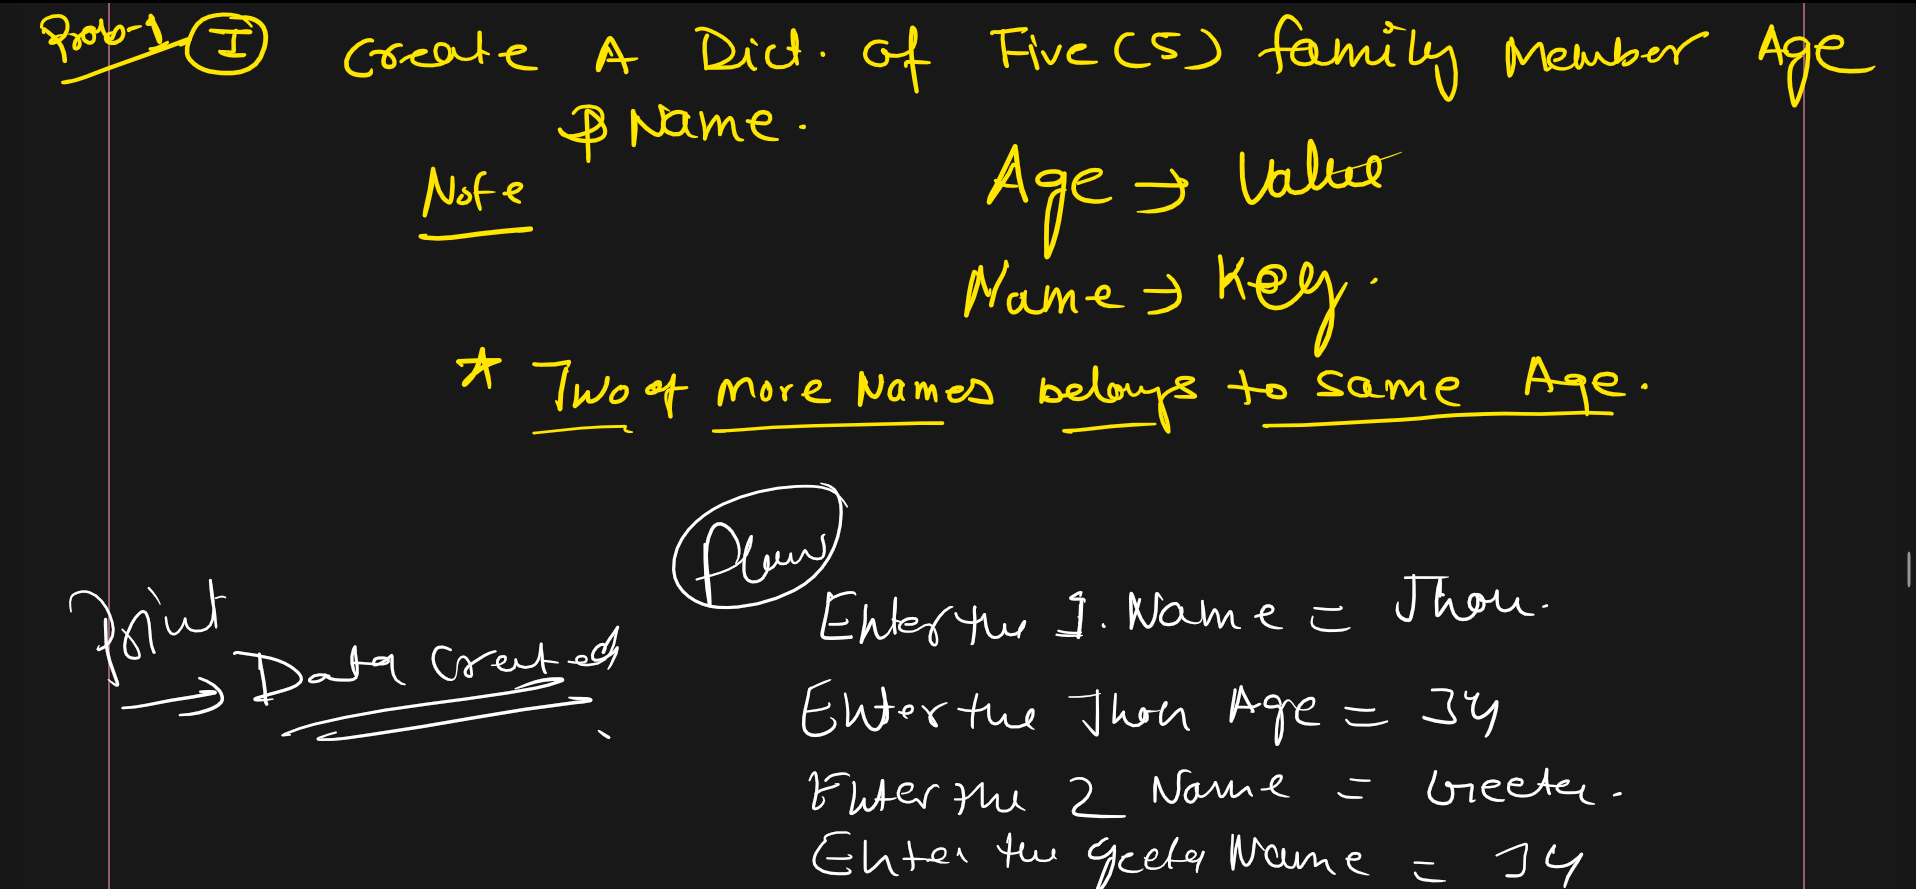 Prob-1 I Create A Dict. of Five (5) family Member Age
& Name.
Note
Age → Value
Name → Key.
* Two of more Names belongs to same Age.
Plan
Enter the 1. Name = Jhon.
Print
→ Data Created
Enter the Jhon Age = 34
Enter the 2 Name = Geeta.
Enter the geeta Name = 34